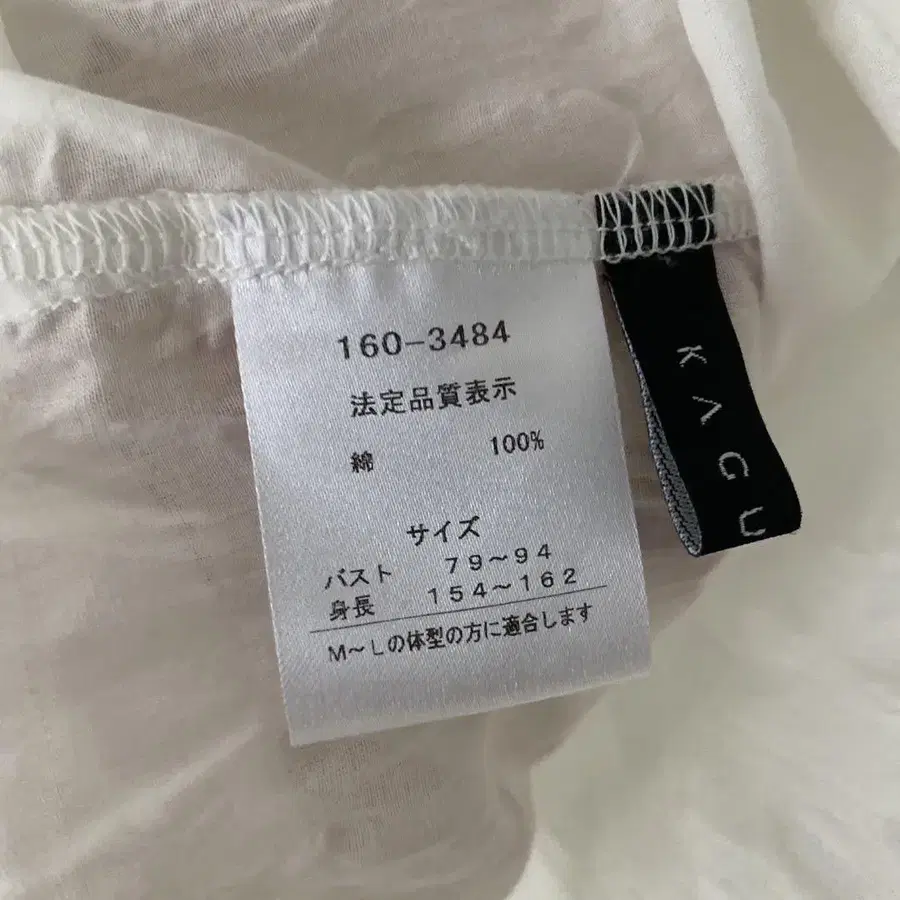 160-3484
法定品質表示
綿 100%
サイズ
バスト 79～94
身長 154～162
M～Lの体型の方に適合します
KAGU